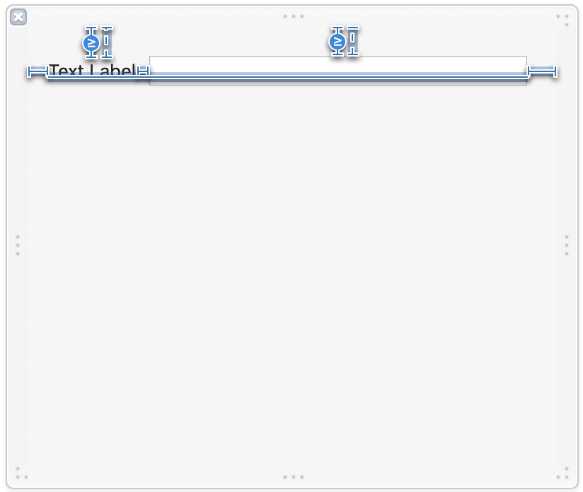 ≥ ≥
Text Label